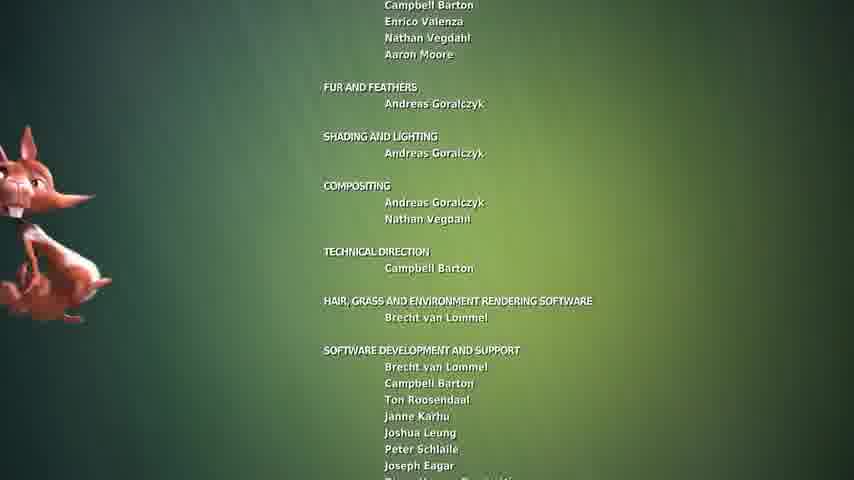 Campbell Barton
Enrico Valenza
Nathan Vegdahl
Aaron Moore
FUR AND FEATHERS
Andreas Goralczyk
SHADING AND LIGHTING
Andreas Goralczyk
COMPOSITING
Andreas Goralczyk
Nathan Vegdahl
TECHNICAL DIRECTION
Campbell Barton
HAIR, GRASS AND ENVIRONMENT RENDERING SOFTWARE
Brecht van Lommel
SOFTWARE DEVELOPMENT AND SUPPORT
Brecht van Lommel
Campbell Barton
Ton Roosendaal
Janne Karhu
Joshua Leung
Peter Schlaile
Joseph Eagar